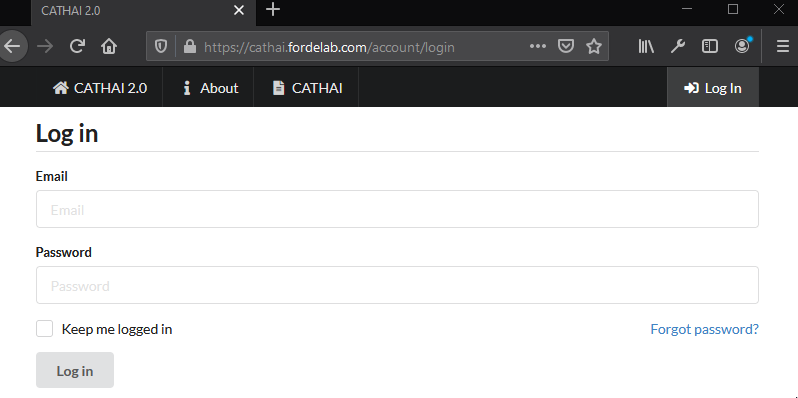 CATHAI 2.0
https://cathai.fordelab.com/account/login
CATHAI 2.0 About CATHAI Log In
Log in
Email
Email
Password
Password
Keep me logged in Forgot password?
Log in